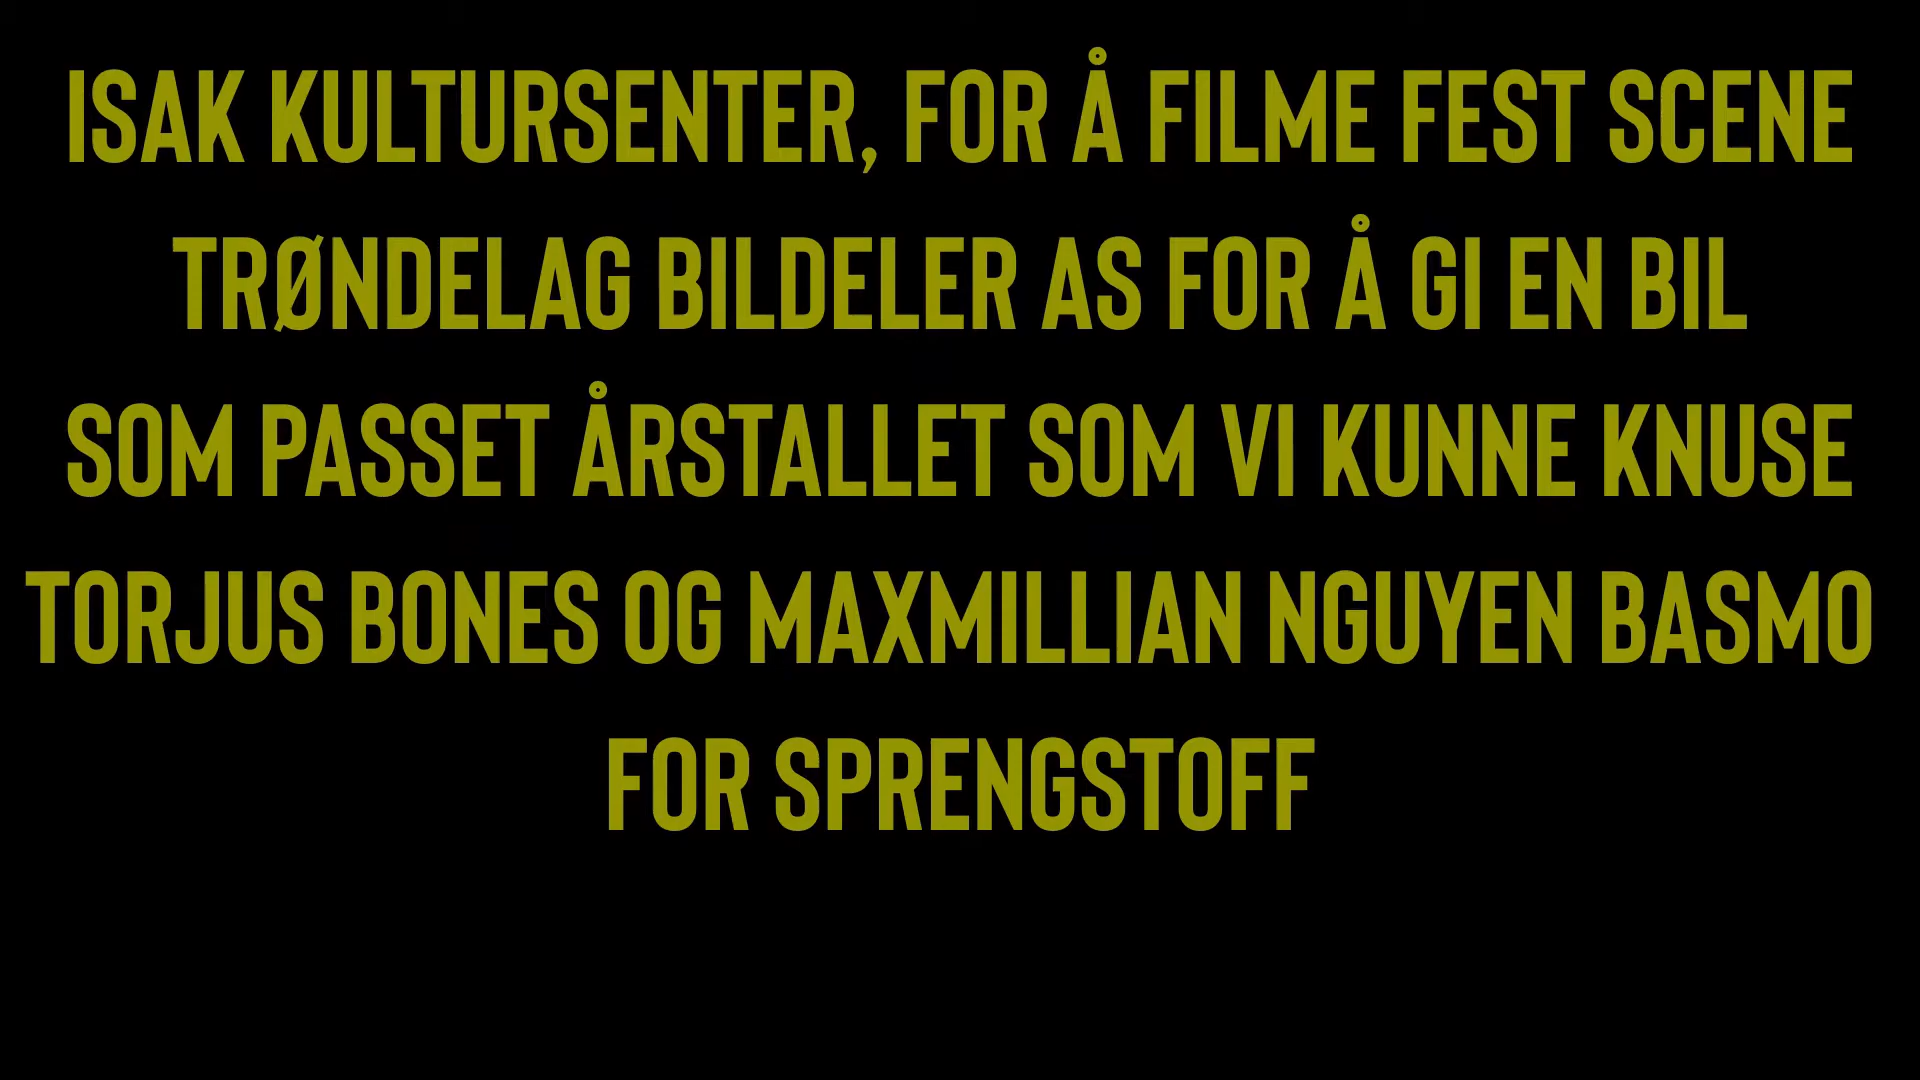 ISAK KULTURSENTER, FOR Å FILME FEST SCENE
TRØNDELAG BILDELER AS FOR Å GI EN BIL
SOM PASSET ÅRSTALLET SOM VI KUNNE KNUSE
TORJUS BONES OG MAXMILLIAN NGUYEN BASMO
FOR SPRENGSTOFF